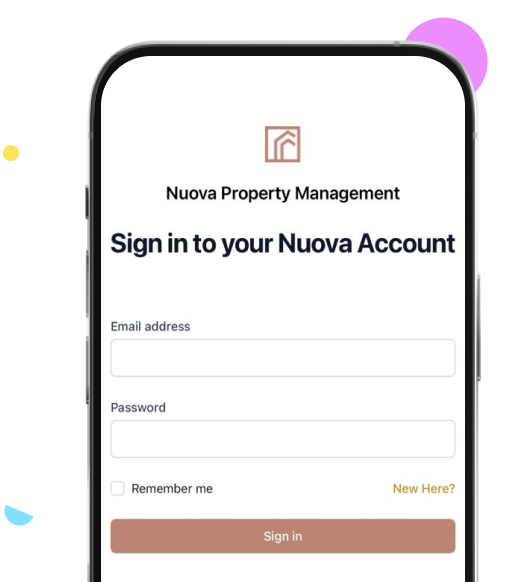 Nuova Property Management
Sign in to your Nuova Account
Email address
Password
Remember me New Here?
Sign in